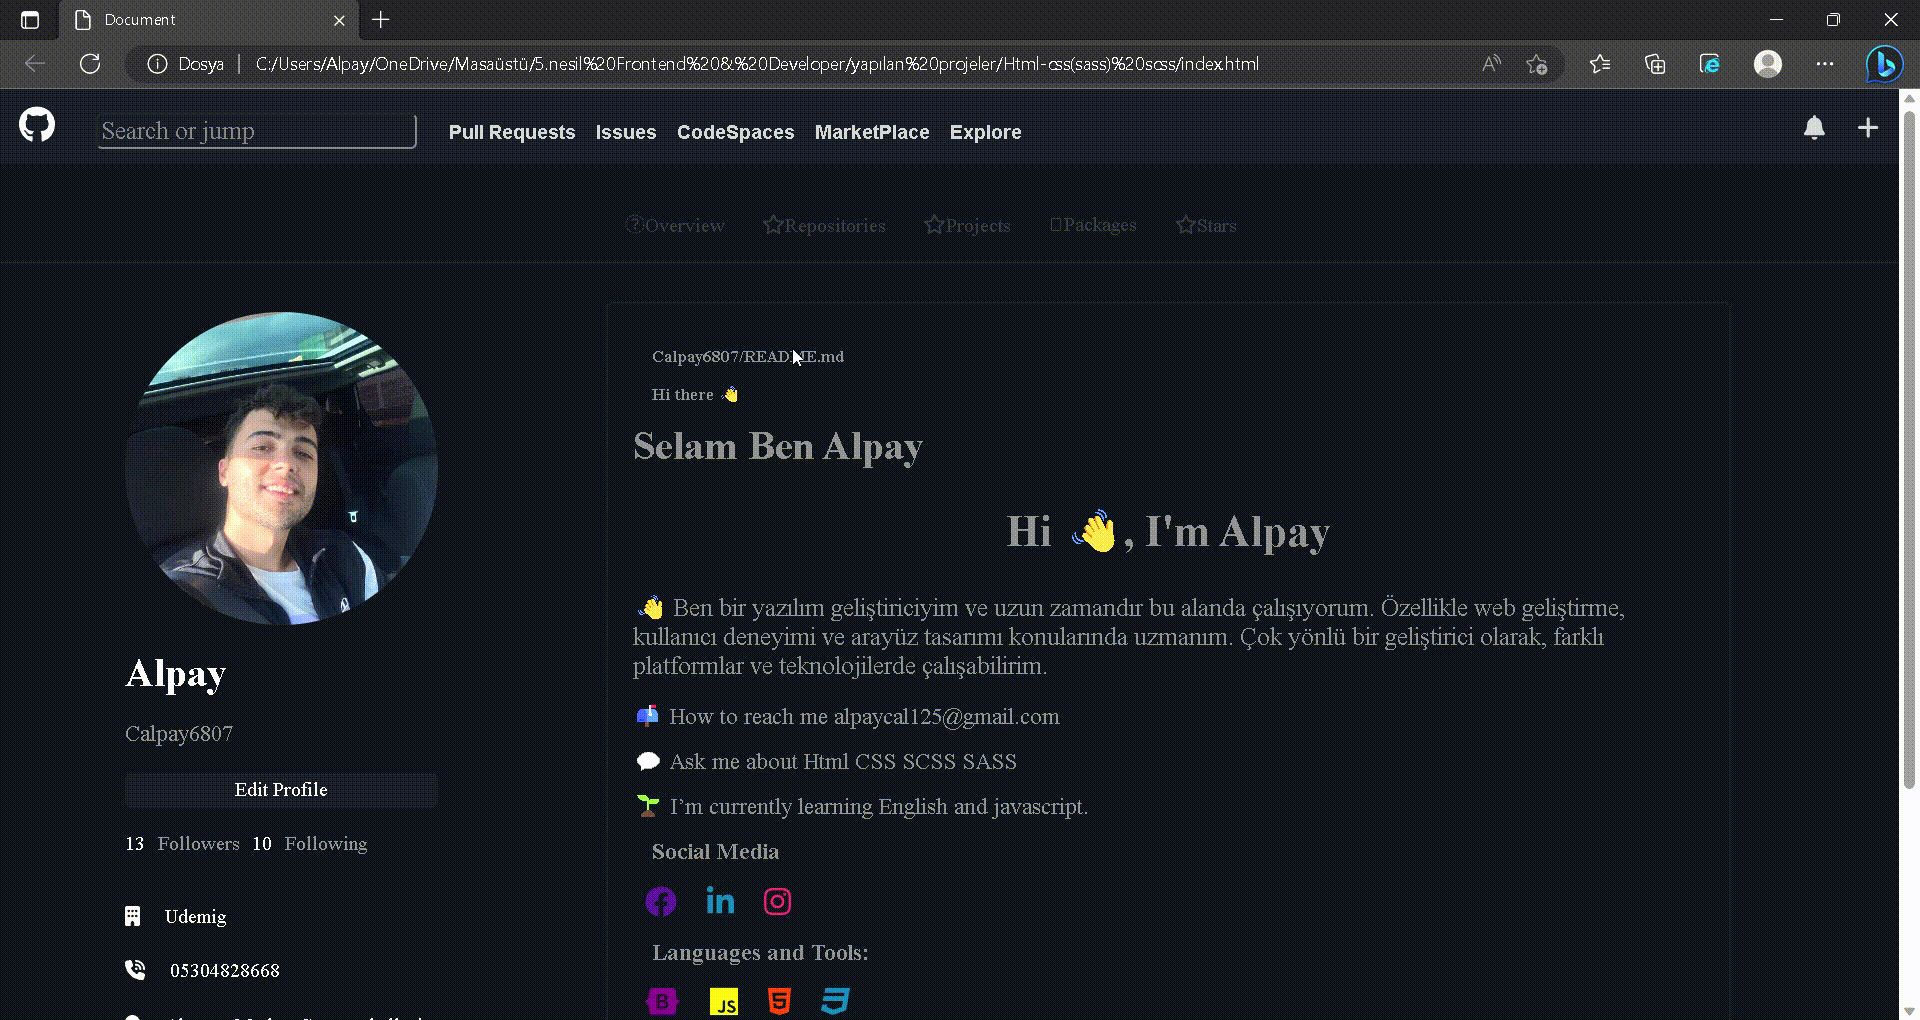 Document
Dosya | C:/Users/Alpay/OneDrive/Masaüstü/5.nesil%20Frontend%20&%20Developer/yapılan%20projeler/Html-css(sass)%20scss/index.html
Search or jump
Pull Requests Issues CodeSpaces MarketPlace Explore
Overview Repositories Projects Packages Stars
Calpay6807/README.md
Hi there 👋
Selam Ben Alpay
Hi 👋, I'm Alpay
👋 Ben bir yazılım geliştiriciyim ve uzun zamandır bu alanda çalışıyorum. Özellikle web geliştirme,
kullanıcı deneyimi ve arayüz tasarımı konularında uzmanım. Çok yönlü bir geliştirici olarak, farklı
platformlar ve teknolojilerde çalışabilirim.
📫 How to reach me alpaycal125@gmail.com
💬 Ask me about Html CSS SCSS SASS
🌱 I’m currently learning English and javascript.
Social Media
Languages and Tools:
B JS 5 3
Alpay
Calpay6807
Edit Profile
13 Followers 10 Following
Udemig
05304828668